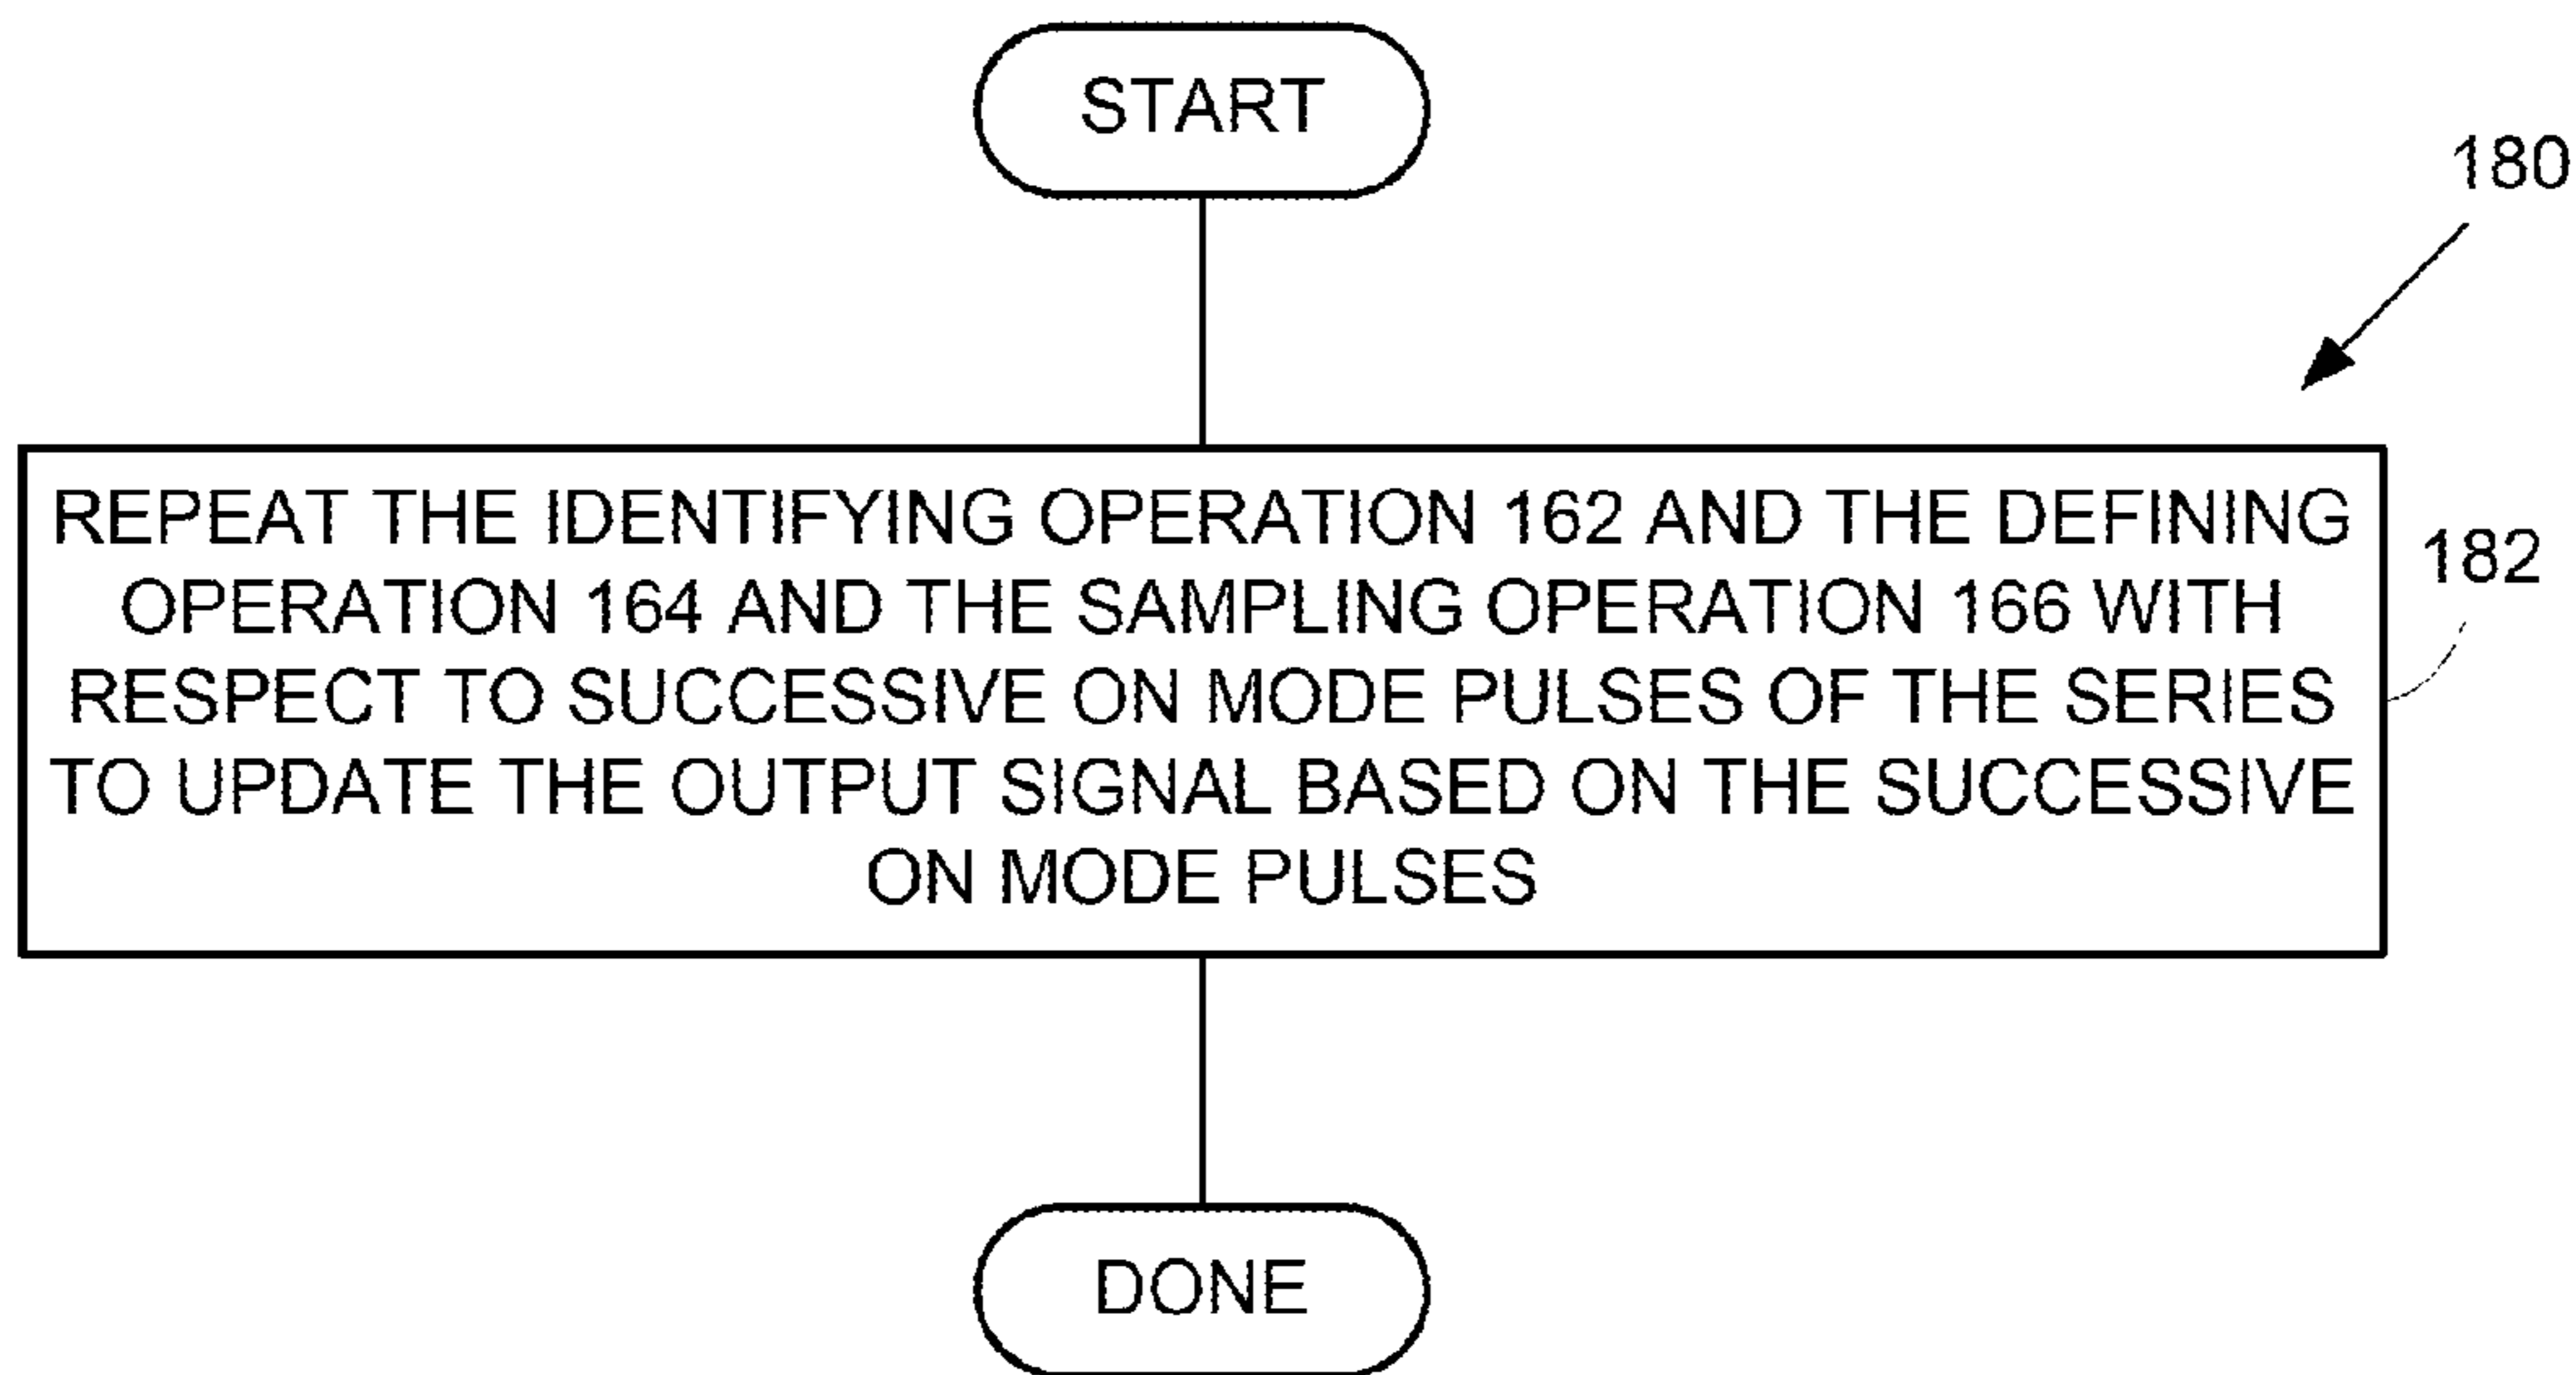 START
180
REPEAT THE IDENTIFYING OPERATION 162 AND THE DEFINING
OPERATION 164 AND THE SAMPLING OPERATION 166 WITH
RESPECT TO SUCCESSIVE ON MODE PULSES OF THE SERIES
TO UPDATE THE OUTPUT SIGNAL BASED ON THE SUCCESSIVE
ON MODE PULSES
182
DONE